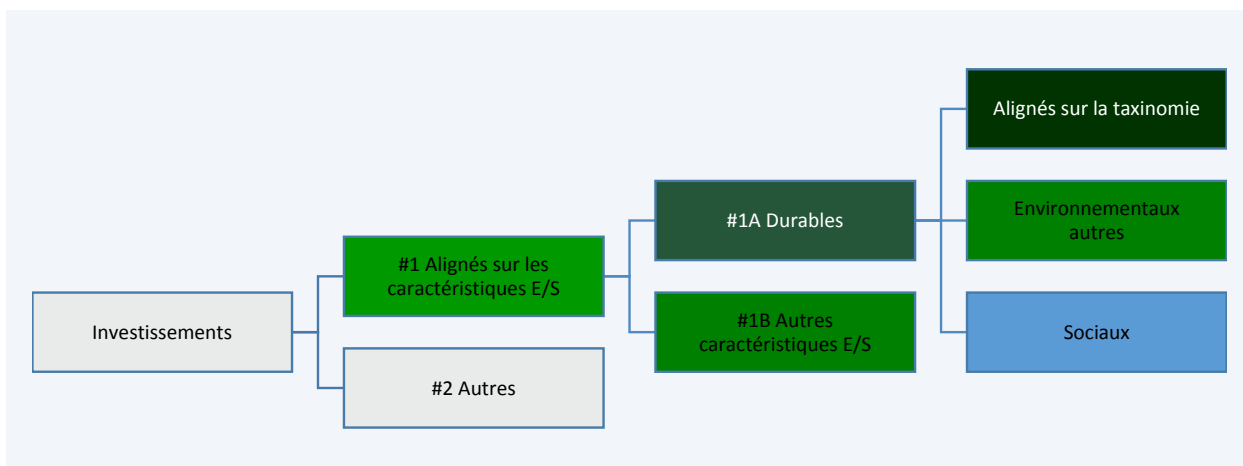 Investissements
#1 Alignés sur les
caractéristiques E/S
#2 Autres
#1A Durables
#1B Autres
caractéristiques E/S
Alignés sur la taxinomie
Environnementaux
autres
Sociaux